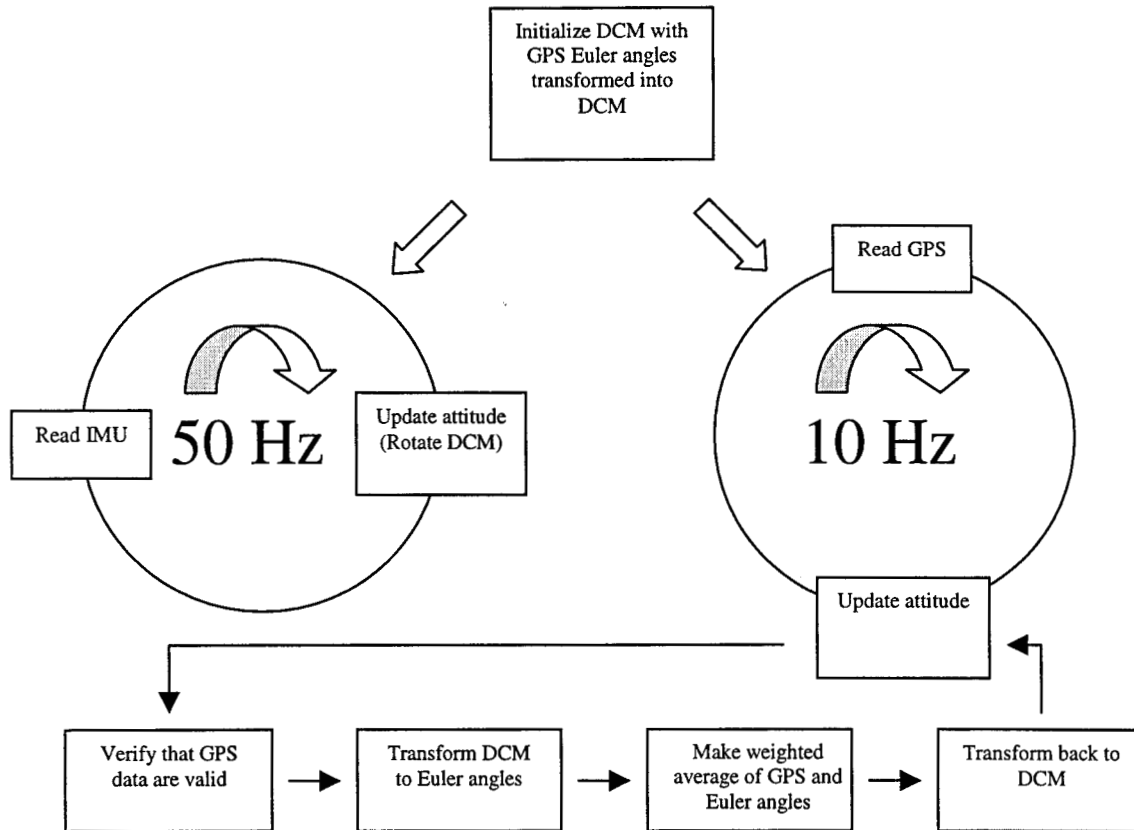 Initialize DCM with
GPS Euler angles
transformed into
DCM
Read GPS
Read IMU
50 Hz
Update attitude
(Rotate DCM)
10 Hz
Update attitude
Verify that GPS
data are valid
Transform DCM
to Euler angles
Make weighted
average of GPS and
Euler angles
Transform back to
DCM